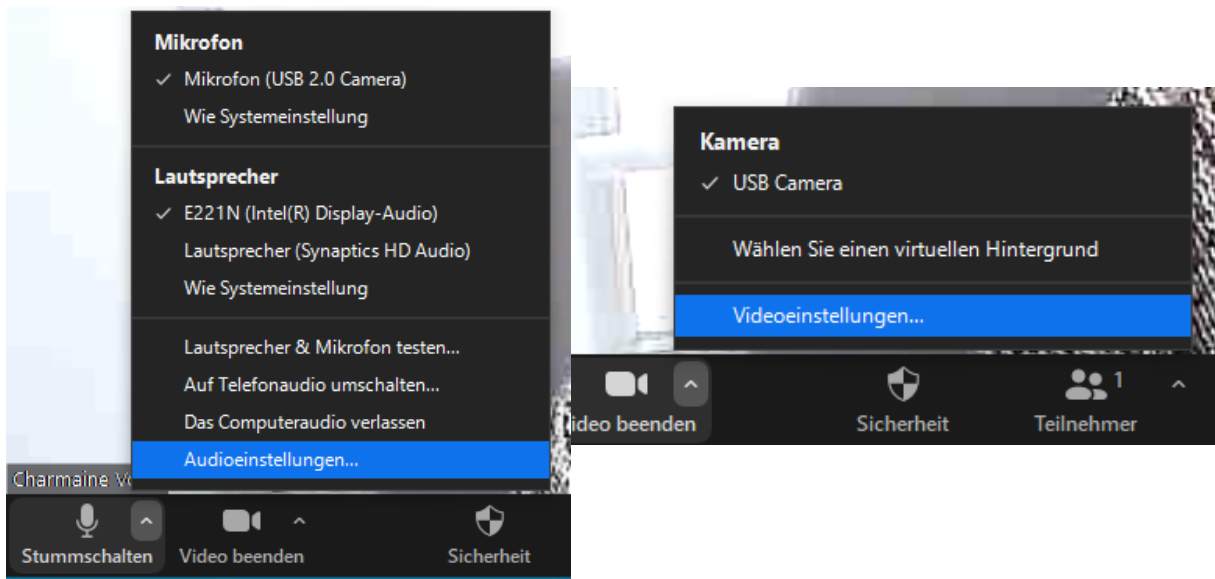 Mikrofon
Mikrofon (USB 2.0 Camera)
Wie Systemeinstellung
Lautsprecher
E221N (Intel(R) Display-Audio)
Lautsprecher (Synaptics HD Audio)
Wie Systemeinstellung
Lautsprecher & Mikrofon testen...
Auf Telefonaudio umschalten...
Das Computeraudio verlassen
Audioeinstellungen...
Charmaine
Stummschalten
Video beenden
Sicherheit
Kamera
USB Camera
Wählen Sie einen virtuellen Hintergrund
Videoeinstellungen...
ideo beenden
Sicherheit
1
Teilnehmer